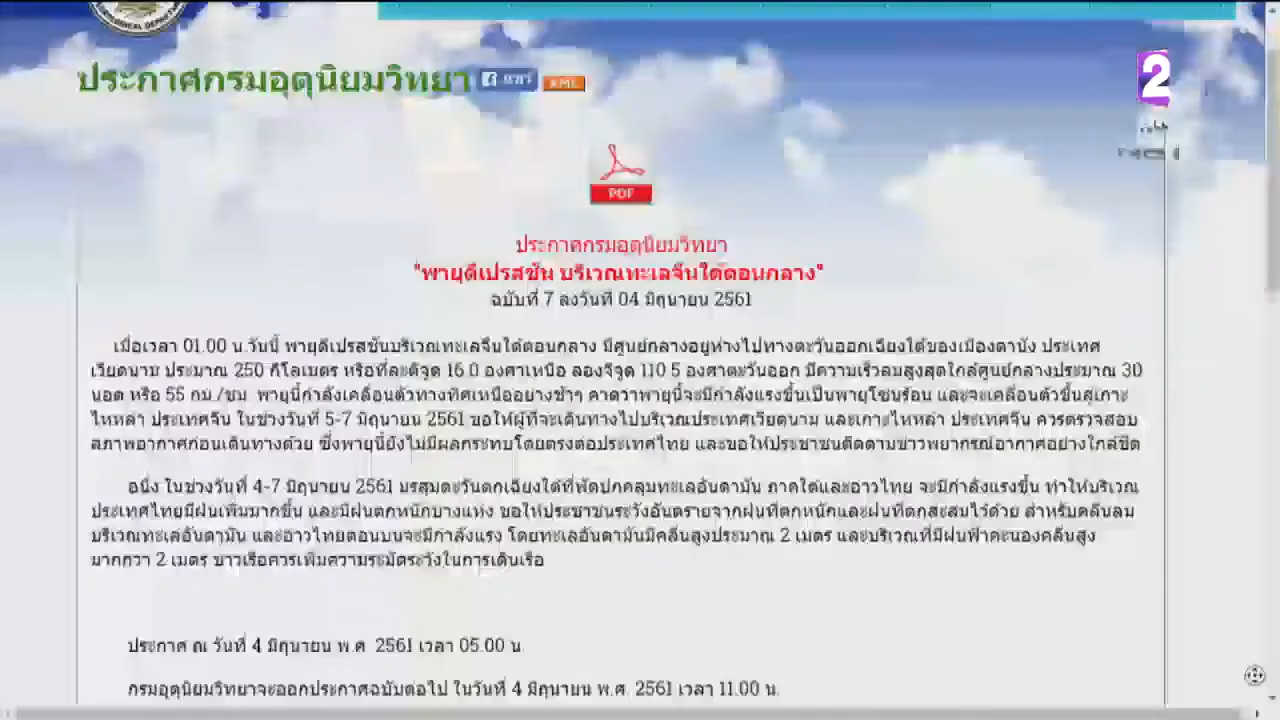 ประกาศกรมอุตุนิยมวิทยา แชร์ XML
2
PDF
ประกาศกรมอุตุนิยมวิทยา
"พายุดีเปรสชัน บริเวณทะเลจีนใต้ตอนกลาง"
ฉบับที่ 7 ลงวันที่ 04 มิถุนายน 2561
เมื่อเวลา 01.00 น.วันนี้ พายุดีเปรสชันบริเวณทะเลจีนใต้ตอนกลาง มีศูนย์กลางอยู่ห่างไปทางตะวันออกเฉียงใต้ของเมืองดานัง ประเทศ
เวียดนาม ประมาณ 250 กิโลเมตร หรือที่ละติจูด 16.0 องศาเหนือ ลองจิจูด 110.5 องศาตะวันออก มีความเร็วลมสูงสุดใกล้ศูนย์กลางประมาณ 30
นอต หรือ 55 กม./ชม. พายุนี้กำลังเคลื่อนตัวทางทิศเหนืออย่างช้าๆ คาดว่าพายุนี้จะมีกำลังแรงขึ้นเป็นพายุโซนร้อน และจะเคลื่อนตัวขึ้นสู่เกาะ
ไหหลำ ประเทศจีน ในช่วงวันที่ 5-7 มิถุนายน 2561 ขอให้ผู้ที่จะเดินทางไปบริเวณประเทศเวียดนาม และเกาะไหหลำ ประเทศจีน ควรตรวจสอบ
สภาพอากาศก่อนเดินทางด้วย ซึ่งพายุนี้ยังไม่มีผลกระทบโดยตรงต่อประเทศไทย และขอให้ประชาชนติดตามข่าวพยากรณ์อากาศอย่างใกล้ชิด
อนึ่ง ในช่วงวันที่ 4-7 มิถุนายน 2561 มรสุมตะวันตกเฉียงใต้ที่พัดปกคลุมทะเลอันดามัน ภาคใต้และอ่าวไทย จะมีกำลังแรงขึ้น ทำให้บริเวณ
ประเทศไทยมีฝนเพิ่มมากขึ้น และมีฝนตกหนักบางแห่ง ขอให้ประชาชนระวังอันตรายจากฝนที่ตกหนักและฝนที่ตกสะสมไว้ด้วย สำหรับคลื่นลม
บริเวณทะเลอันดามัน และอ่าวไทยตอนบนจะมีกำลังแรง โดยทะเลอันดามันมีคลื่นสูงประมาณ 2 เมตร และบริเวณที่มีฝนฟ้าคะนองคลื่นสูง
มากกว่า 2 เมตร ชาวเรือควรเพิ่มความระมัดระวังในการเดินเรือ
ประกาศ ณ วันที่ 4 มิถุนายน พ.ศ. 2561 เวลา 05.00 น.
กรมอุตุนิยมวิทยาจะออกประกาศฉบับต่อไป ในวันที่ 4 มิถุนายน พ.ศ. 2561 เวลา 11.00 น.